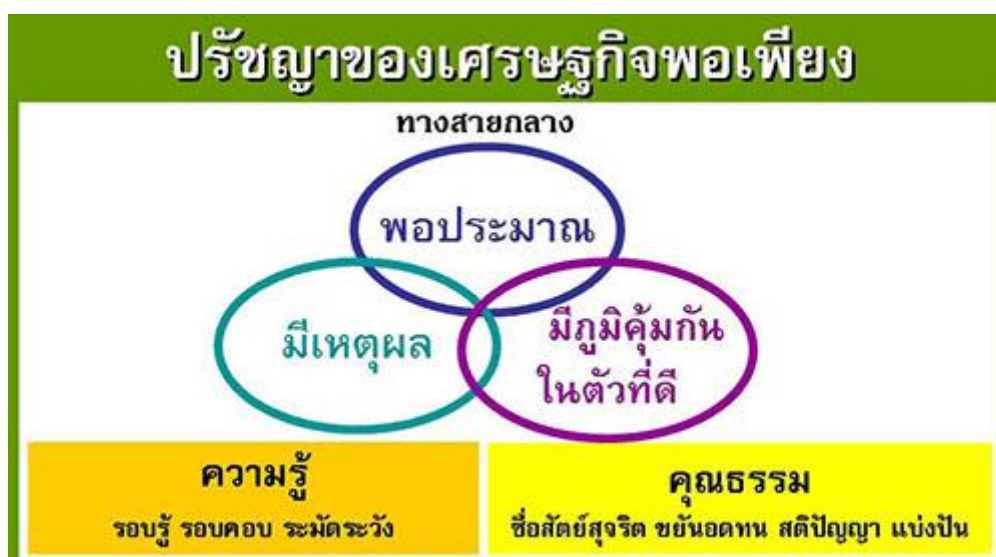 ปรัชญาของเศรษฐกิจพอเพียง
ทางสายกลาง
พอประมาณ
มีเหตุผล
มีภูมิคุ้มกัน
ในตัวที่ดี
ความรู้
รอบรู้ รอบคอบ ระมัดระวัง
คุณธรรม
ซื่อสัตย์สุจริต ขยันอดทน สติปัญญา แบ่งปัน